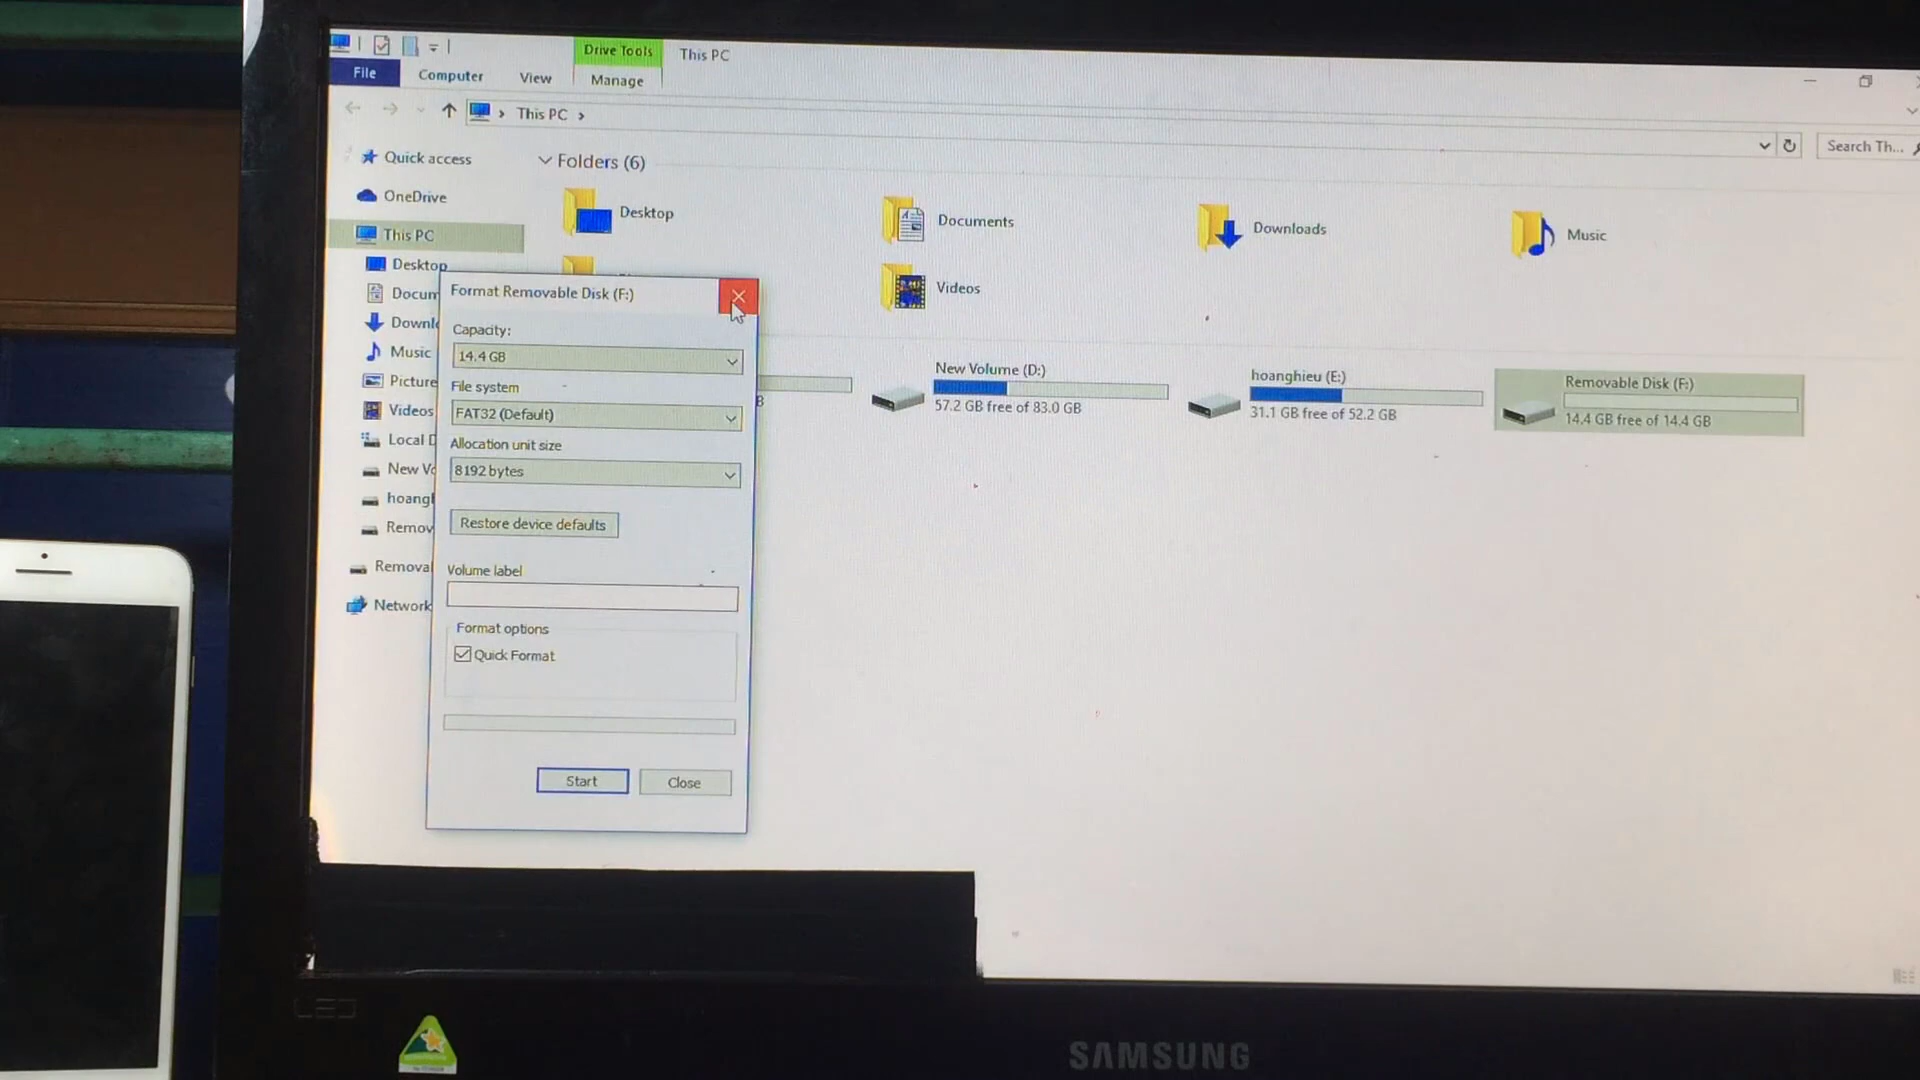 Drive Tools
This PC
File
Computer
View
Manage
This PC
Search Th...
Quick access
OneDrive
This PC
Desktop
Docum
Downl
Music
Picture
Videos
Local D
New Vo
hoangh
Remov
Removal
Network
Folders (6)
Desktop
Documents
Downloads
Music
Videos
New Volume (D:)
57.2 GB free of 83.0 GB
hoanghieu (E:)
31.1 GB free of 52.2 GB
Removable Disk (F:)
14.4 GB free of 14.4 GB
Format Removable Disk (F:)
Capacity:
14.4 GB
File system
FAT32 (Default)
Allocation unit size
8192 bytes
Restore device defaults
Volume label
Format options
Quick Format
Start
Close
LED
SAMSUNG